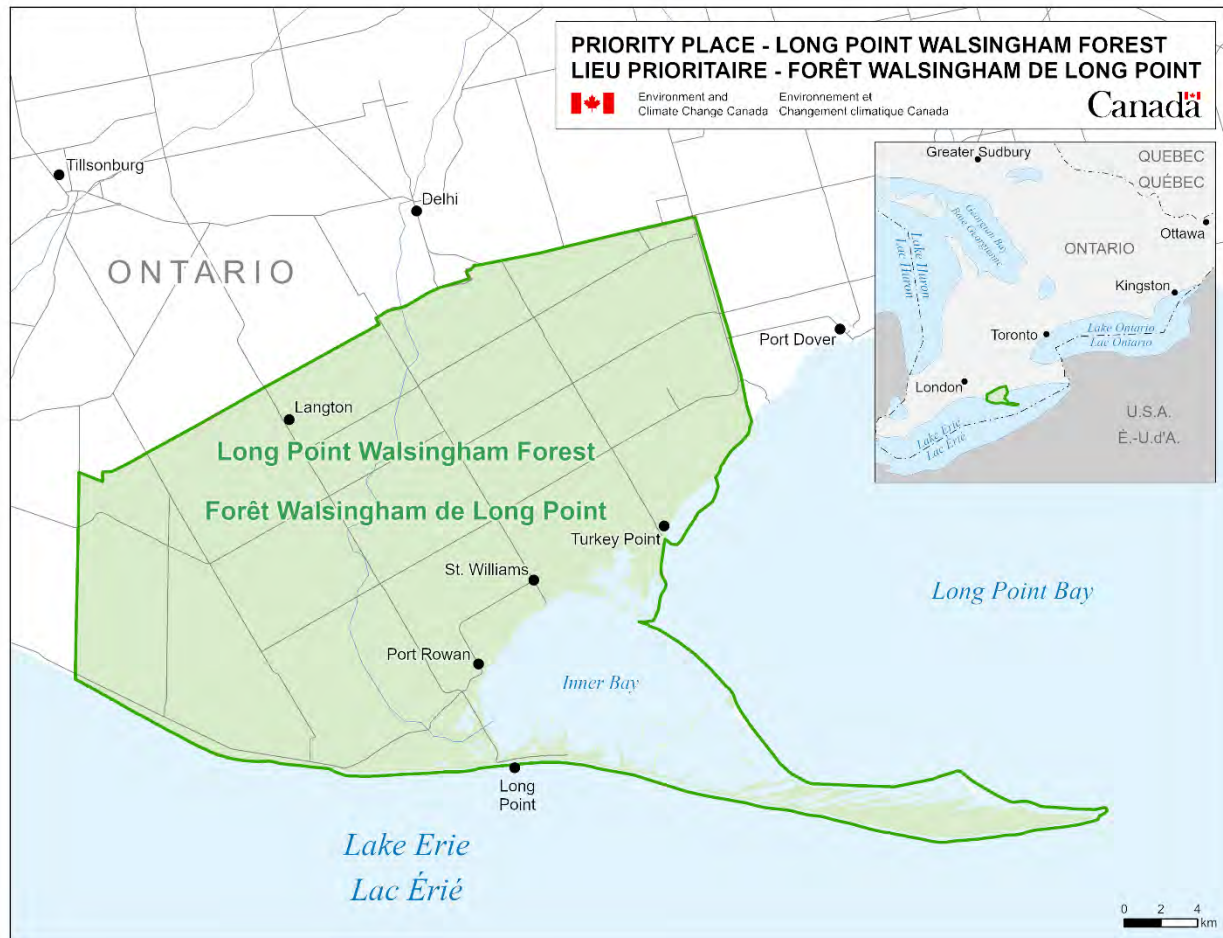 PRIORITY PLACE - LONG POINT WALSINGHAM FOREST
LIEU PRIORITAIRE - FORÊT WALSINGHAM DE LONG POINT
Environment and
Climate Change Canada
Environnement et
Changement climatique Canada
Canada
Greater Sudbury
QUEBEC
QUÉBEC
Georgian Bay
Baie Georgienne
Ottawa
Lake Huron
Lac Huron
ONTARIO
Kingston
Toronto
Lake Ontario
Lac Ontario
London
Lake Erie
Lac Érié
U.S.A.
É.-U.d'A.
Tillsonburg
Delhi
ONTARIO
Port Dover
Langton
Long Point Walsingham Forest
Forêt Walsingham de Long Point
Turkey Point
St. Williams
Long Point Bay
Port Rowan
Inner Bay
Long
Point
Lake Erie
Lac Érié
0 2 4
km